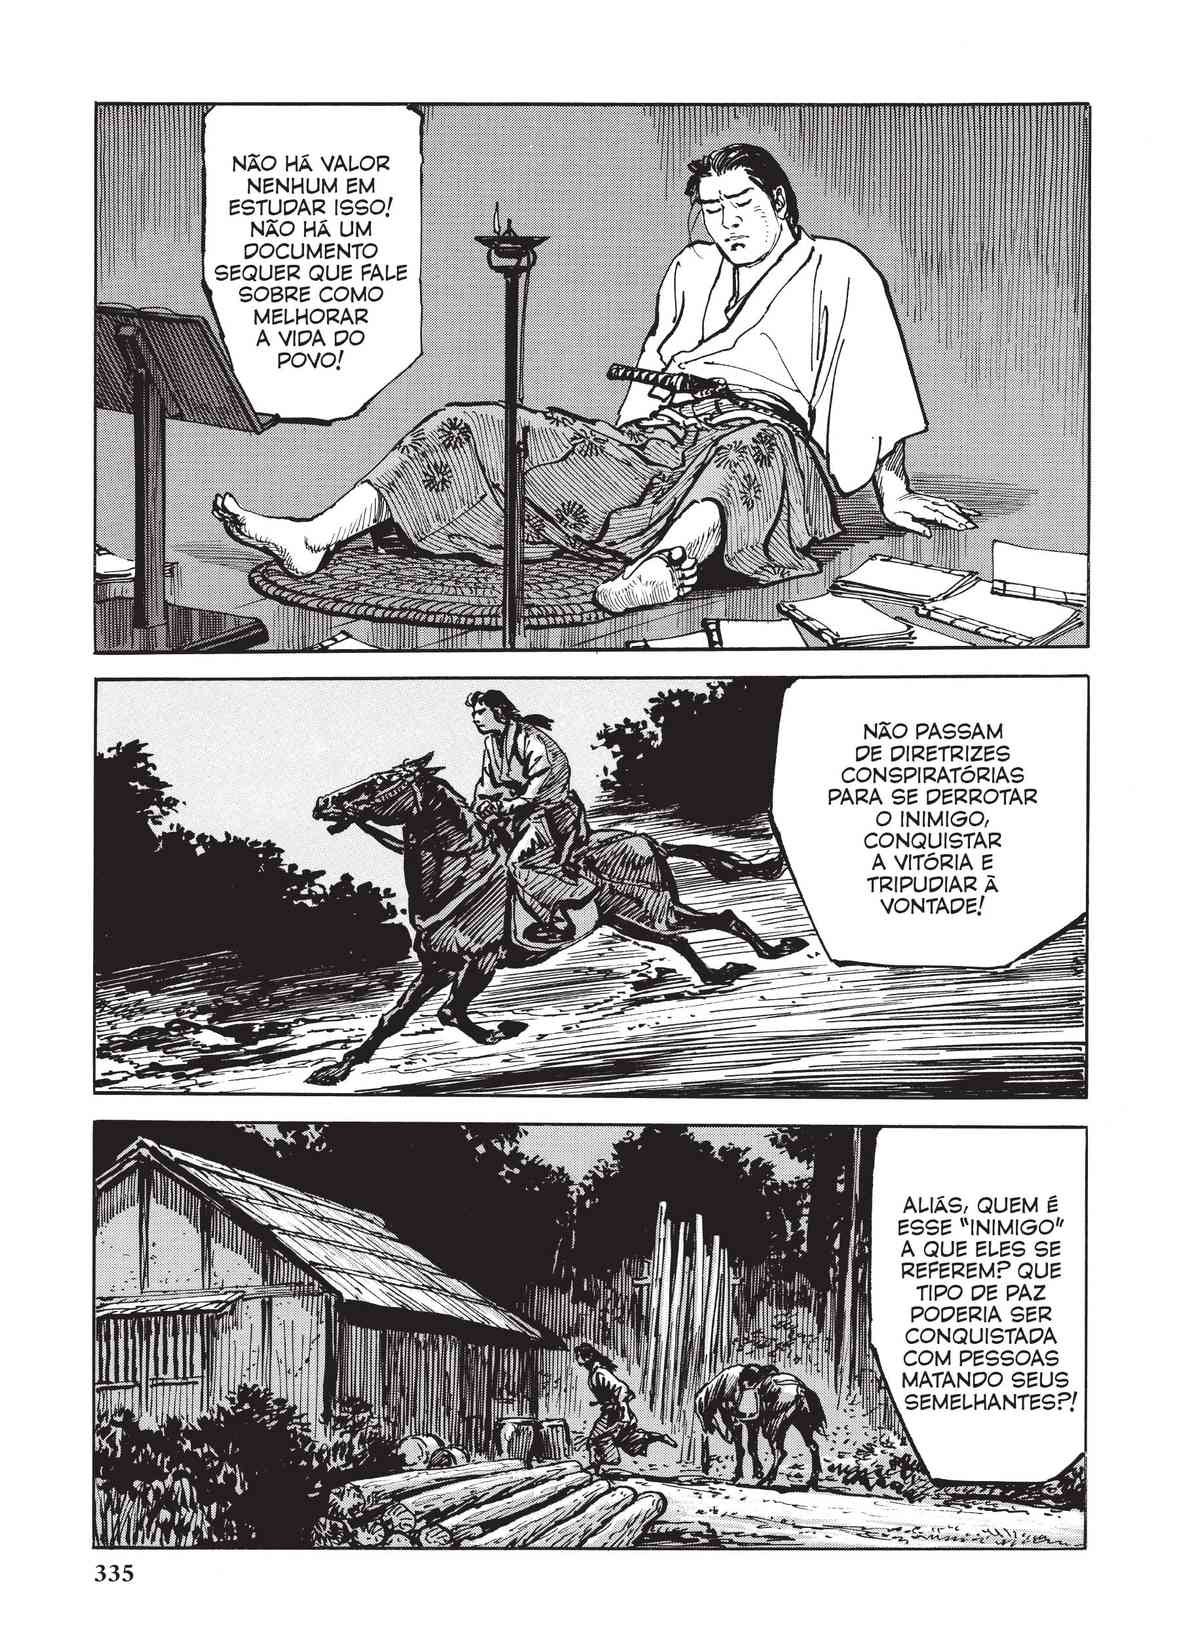 NÃO HÁ VALOR
NENHUM EM
ESTUDAR ISSO!
NÃO HÁ UM
DOCUMENTO
SEQUER QUE FALE
SOBRE COMO
MELHORAR
A VIDA DO
POVO!
NÃO PASSAM
DE DIRETRIZES
CONSPIRATÓRIAS
PARA SE DERROTAR
O INIMIGO,
CONQUISTAR
A VITÓRIA E
TRIPUDIAR À
VONTADE!
ALIÁS, QUEM É
ESSE “INIMIGO”
A QUE ELES SE
REFEREM? QUE
TIPO DE PAZ
PODERIA SER
CONQUISTADA
COM PESSOAS
MATANDO SEUS
SEMELHANTES?!
335